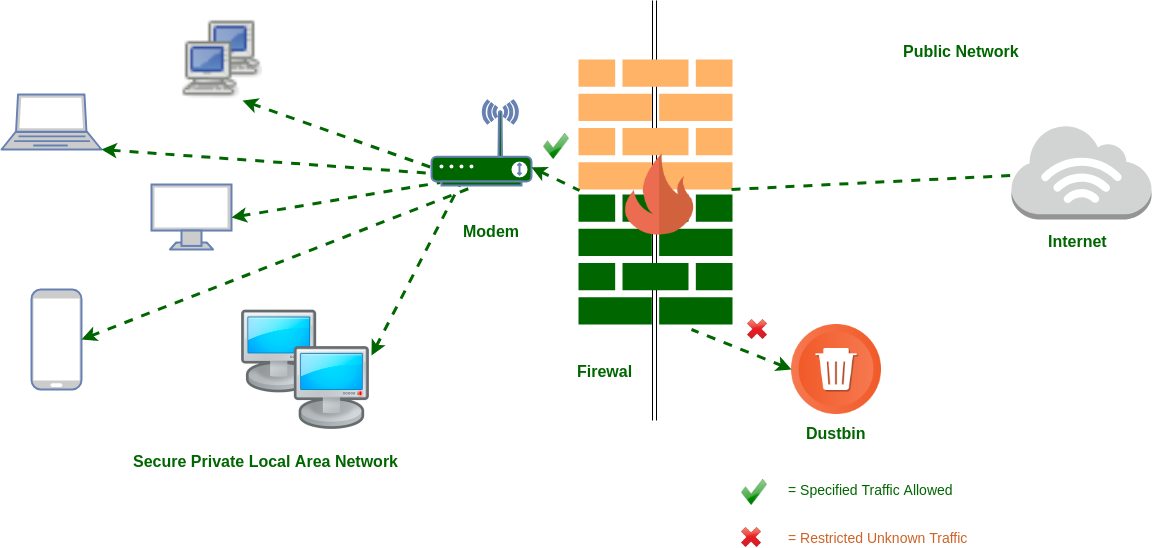 Public Network
Modem
Internet
Firewal
Dustbin
Secure Private Local Area Network
= Specified Traffic Allowed
= Restricted Unknown Traffic